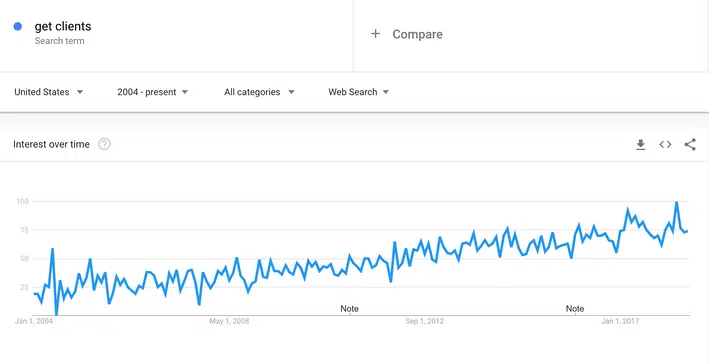 get clients
Search term
+ Compare
United States
2004 - present
All categories
Web Search
Interest over time ?
100
75
50
25
Note
Note
Jan 1, 2004
May 1, 2008
Sep 1, 2012
Jan 1, 2017